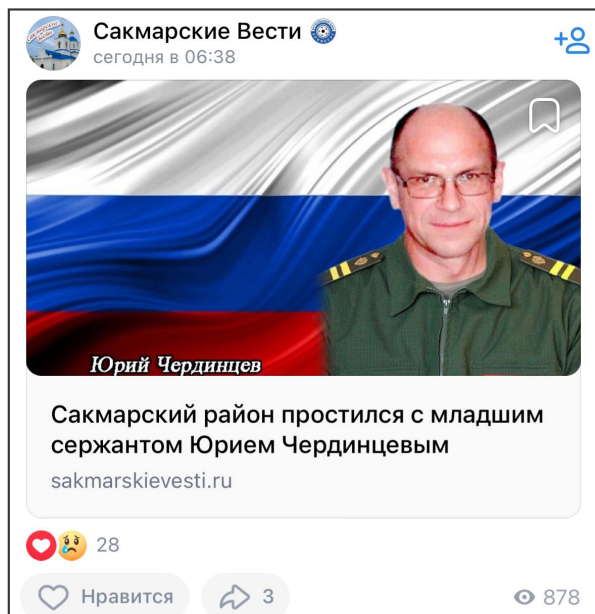 Сакмарские Вести
сегодня в 06:38
Юрий Чердинцев
Сакмарский район простился с младшим
сержантом Юрием Чердинцевым
sakmarskievesti.ru
28
Нравится
3
878